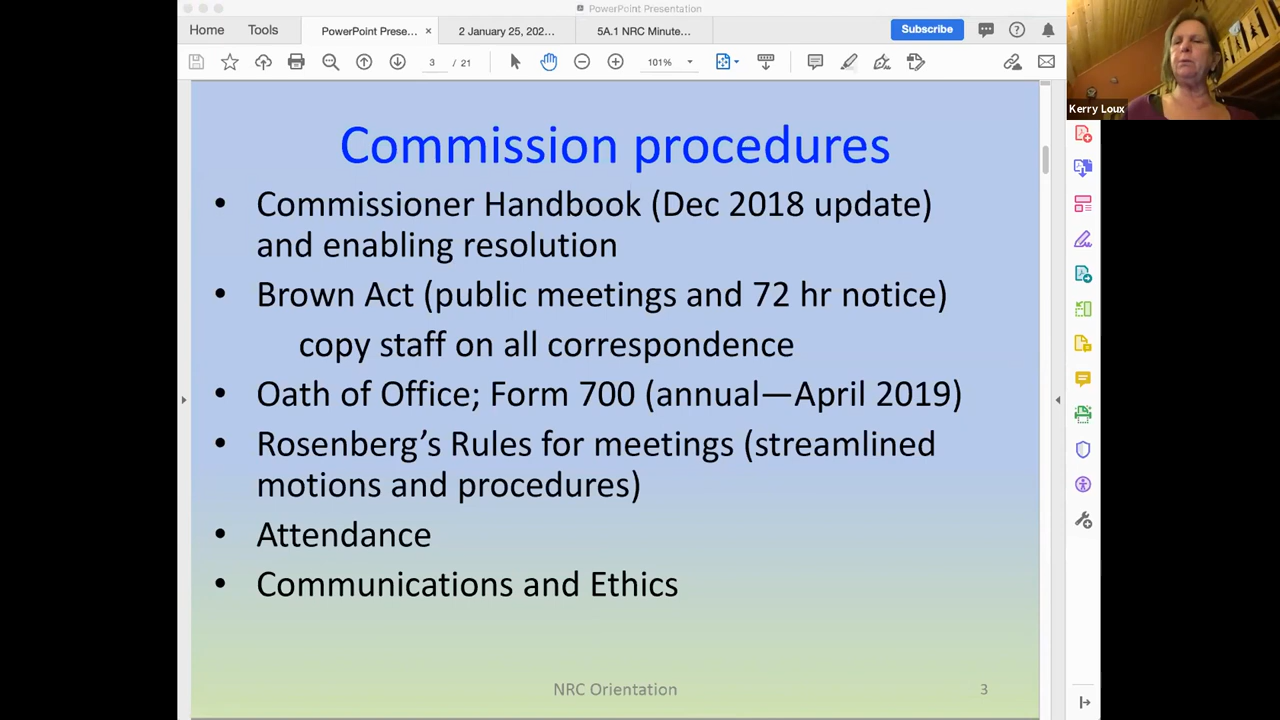 PowerPoint Presentation
Home
Tools
PowerPoint Prese... ×
2 January 25, 202...
5A.1 NRC Minute...
Subscribe
3 / 21
101%
Kerry Loux
Commission procedures
• Commissioner Handbook (Dec 2018 update)
and enabling resolution
• Brown Act (public meetings and 72 hr notice)
copy staff on all correspondence
• Oath of Office; Form 700 (annual—April 2019)
• Rosenberg’s Rules for meetings (streamlined
motions and procedures)
• Attendance
• Communications and Ethics
NRC Orientation
3